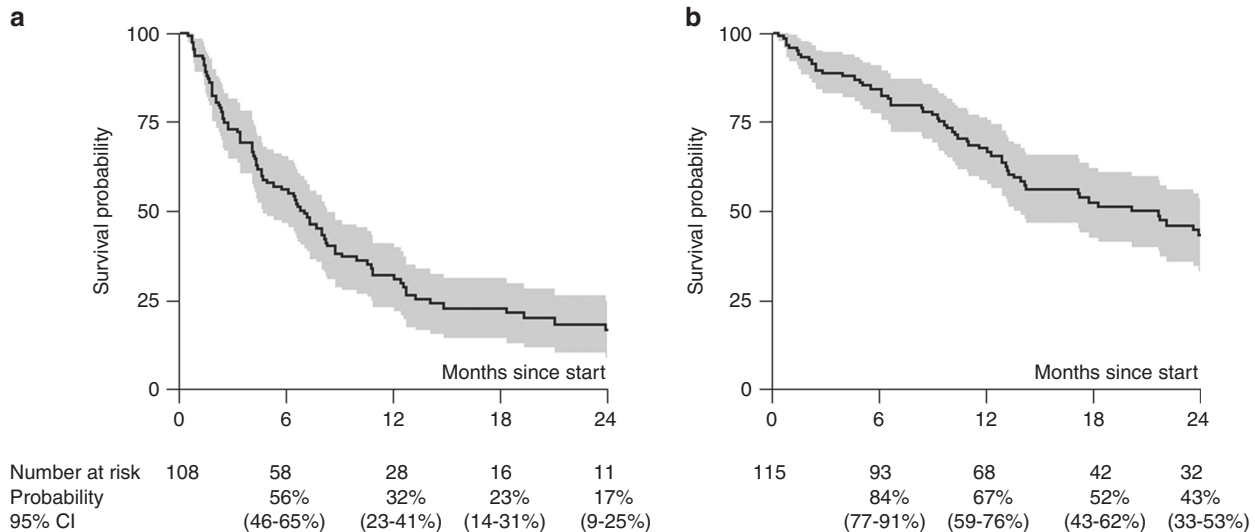 a
Survival probability
100
75
50
25
0
Months since start
0 6 12 18 24
b
Survival probability
100
75
50
25
0
Months since start
0 6 12 18 24
Number at risk 108 58 28 16 11 115 93 68 42 32
Probability 56% 32% 23% 17% 84% 67% 52% 43%
95% CI (46-65%) (23-41%) (14-31%) (9-25%) (77-91%) (59-76%) (43-62%) (33-53%)